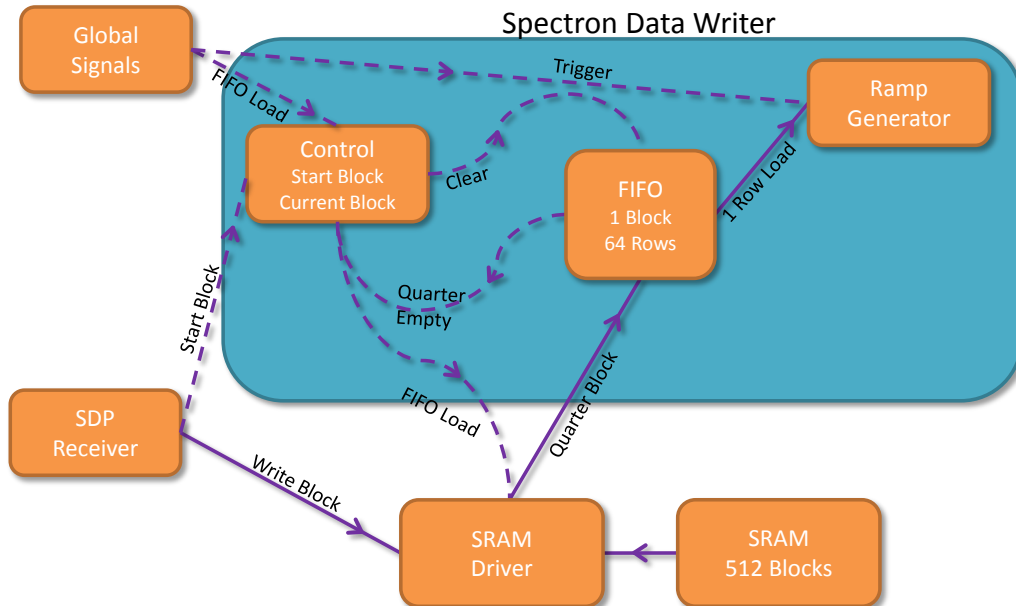 Spectron Data Writer
Global
Signals
FIFO Load
Trigger
Ramp
Generator
Control
Start Block
Current Block
Clear
FIFO
1 Block
64 Rows
1 Row Load
Start Block
Quarter
Empty
FIFO Load
Quarter Block
SDP
Receiver
Write Block
SRAM
Driver
SRAM
512 Blocks